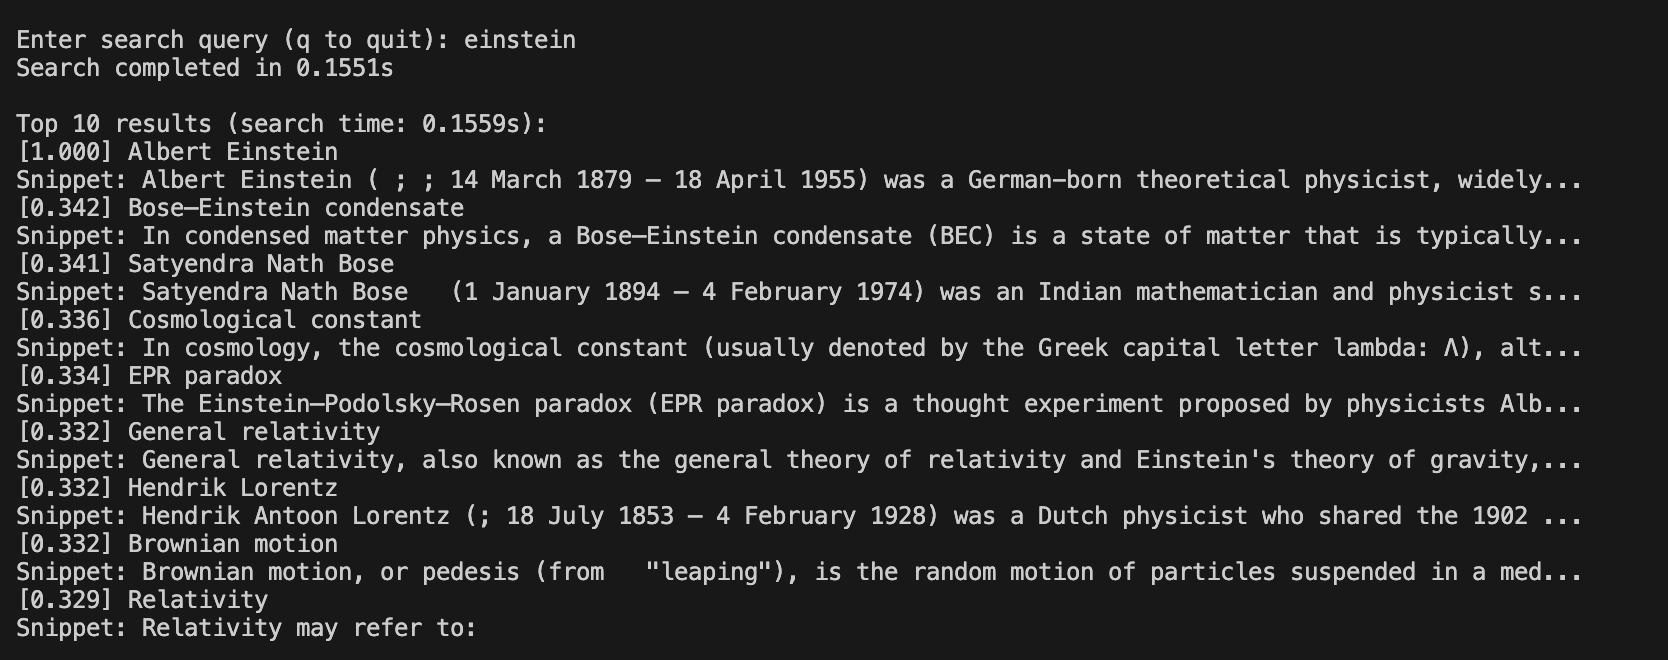 Enter search query (q to quit): einstein
Search completed in 0.1551s
Top 10 results (search time: 0.1559s):
[1.000] Albert Einstein
Snippet: Albert Einstein ( ; ; 14 March 1879 – 18 April 1955) was a German-born theoretical physicist, widely...
[0.342] Bose–Einstein condensate
Snippet: In condensed matter physics, a Bose–Einstein condensate (BEC) is a state of matter that is typically...
[0.341] Satyendra Nath Bose
Snippet: Satyendra Nath Bose   (1 January 1894 – 4 February 1974) was an Indian mathematician and physicist s...
[0.336] Cosmological constant
Snippet: In cosmology, the cosmological constant (usually denoted by the Greek capital letter lambda: Λ), alt...
[0.334] EPR paradox
Snippet: The Einstein–Podolsky–Rosen paradox (EPR paradox) is a thought experiment proposed by physicists Alb...
[0.332] General relativity
Snippet: General relativity, also known as the general theory of relativity and Einstein's theory of gravity,...
[0.332] Hendrik Lorentz
Snippet: Hendrik Antoon Lorentz (; 18 July 1853 – 4 February 1928) was a Dutch physicist who shared the 1902 ...
[0.332] Brownian motion
Snippet: Brownian motion, or pedesis (from   "leaping"), is the random motion of particles suspended in a med...
[0.329] Relativity
Snippet: Relativity may refer to: